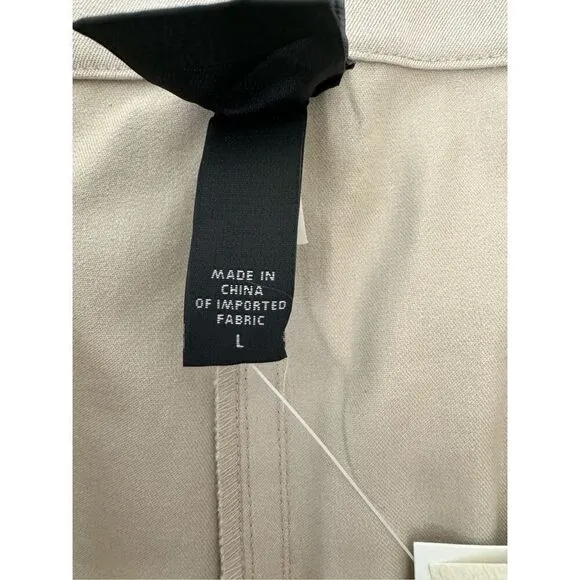 MADE IN
CHINA
OF IMPORTED
FABRIC
L